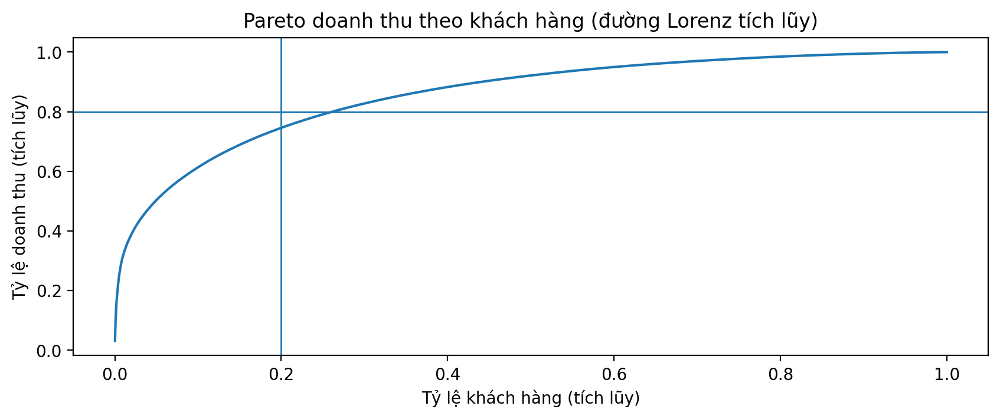 Pareto doanh thu theo khách hàng (đường Lorenz tích lũy)
Tỷ lệ doanh thu (tích lũy)
1.0
0.8
0.6
0.4
0.2
0.0
0.0 0.2 0.4 0.6 0.8 1.0
Tỷ lệ khách hàng (tích lũy)